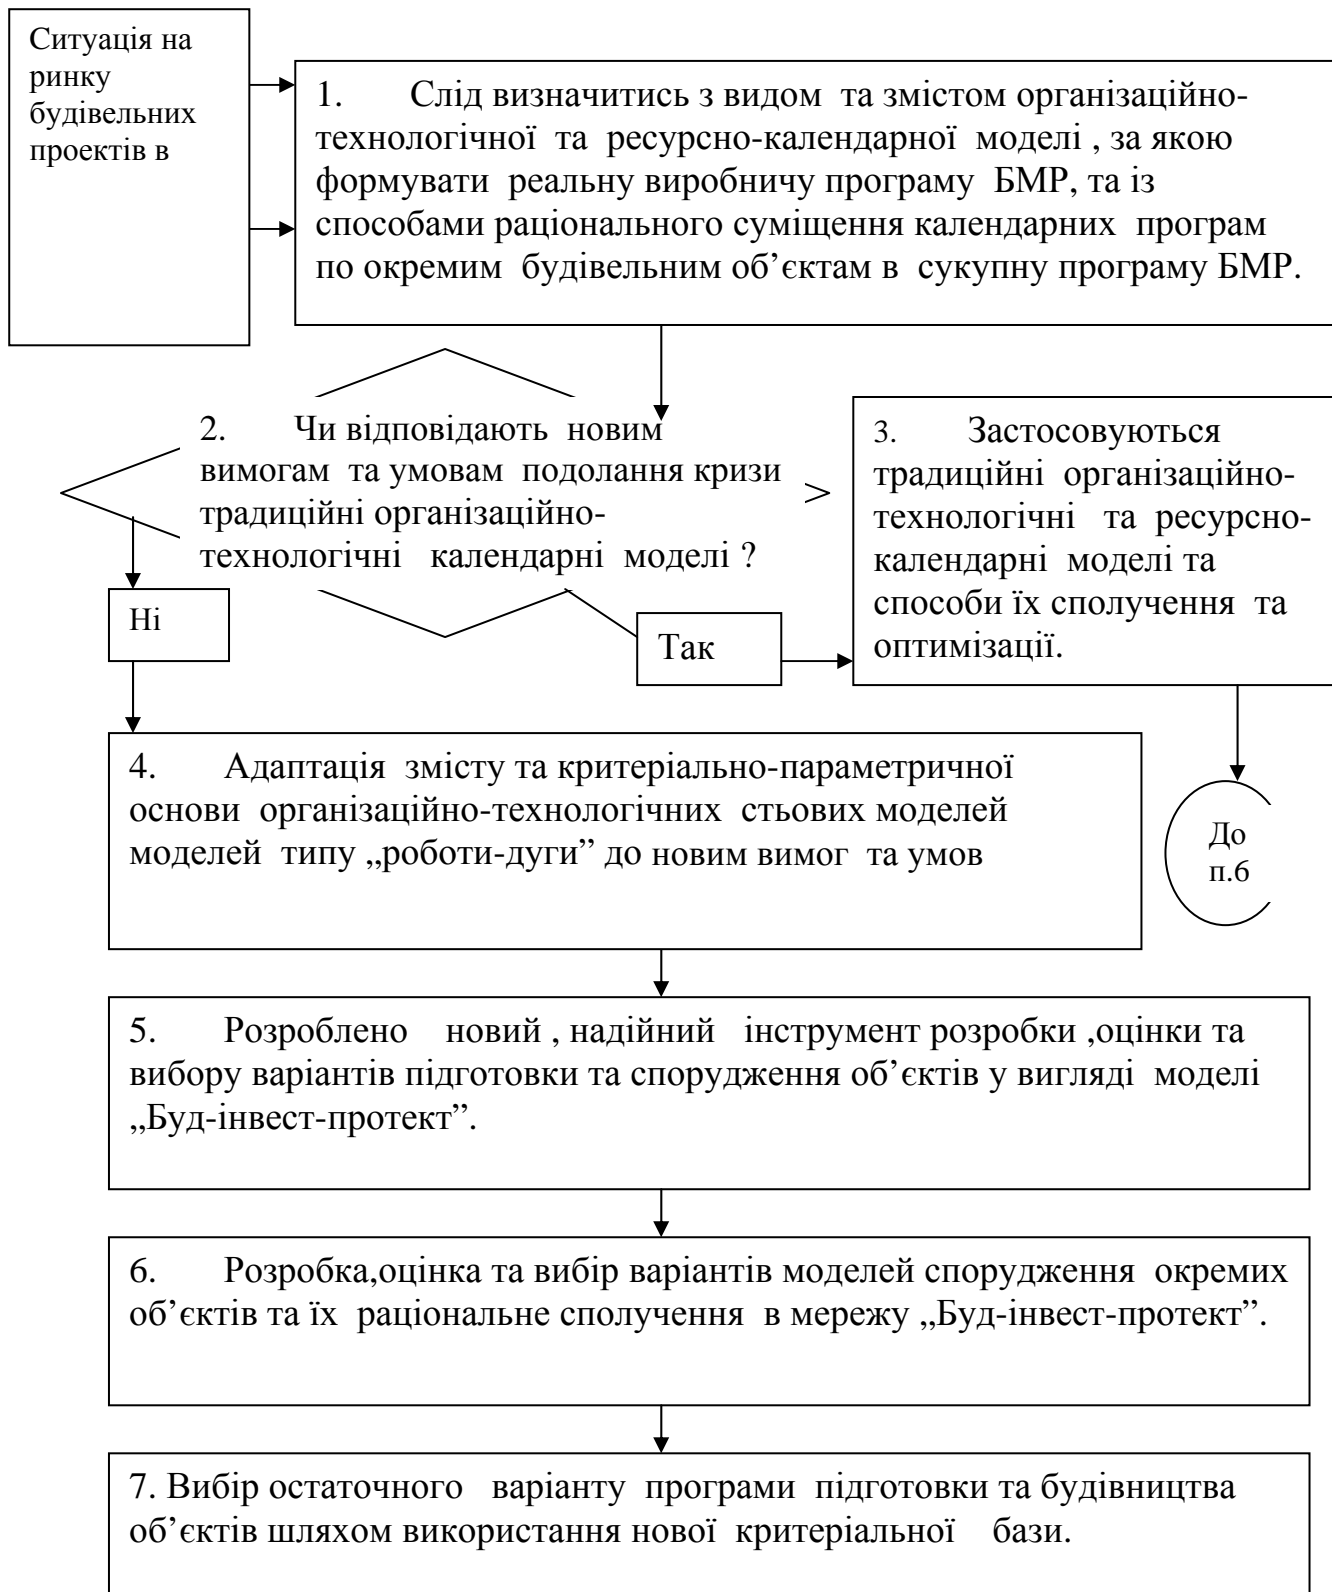 Ситуація на
ринку
будівельних
проектів в
1. Слід визначитись з видом та змістом організаційно-
технологічної та ресурсно-календарної моделі , за якою
формувати реальну виробничу програму БМР, та із
способами раціонального суміщення календарних програм
по окремим будівельним об’єктам в сукупну програму БМР.
2. Чи відповідають новим
вимогам та умовам подолання кризи
традиційні організаційно-
технологічні календарні моделі ?
3. Застосовуються
традиційні організаційно-
технологічні та ресурсно-
календарні моделі та
способи їх сполучення та
оптимізації.
Ні
Так
4. Адаптація змісту та критеріально-параметричної
основи організаційно-технологічних стьових моделей
моделей типу „роботи-дуги” до новим вимог та умов
До
п.6
5. Розроблено новий , надійний інструмент розробки ,оцінки та
вибору варіантів підготовки та спорудження об’єктів у вигляді моделі
„Буд-інвест-протект”.
6. Розробка,оцінка та вибір варіантів моделей спорудження окремих
об’єктів та їх раціональне сполучення в мережу „Буд-інвест-протект”.
7. Вибір остаточного варіанту програми підготовки та будівництва
об’єктів шляхом використання нової критеріальної бази.